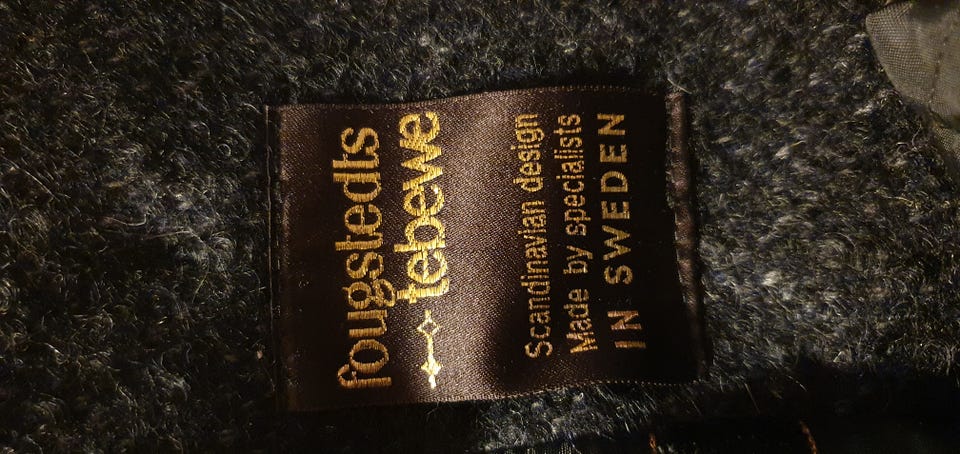 fougstedts
tebewe
Scandinavian design
Made by specialists
IN SWEDEN